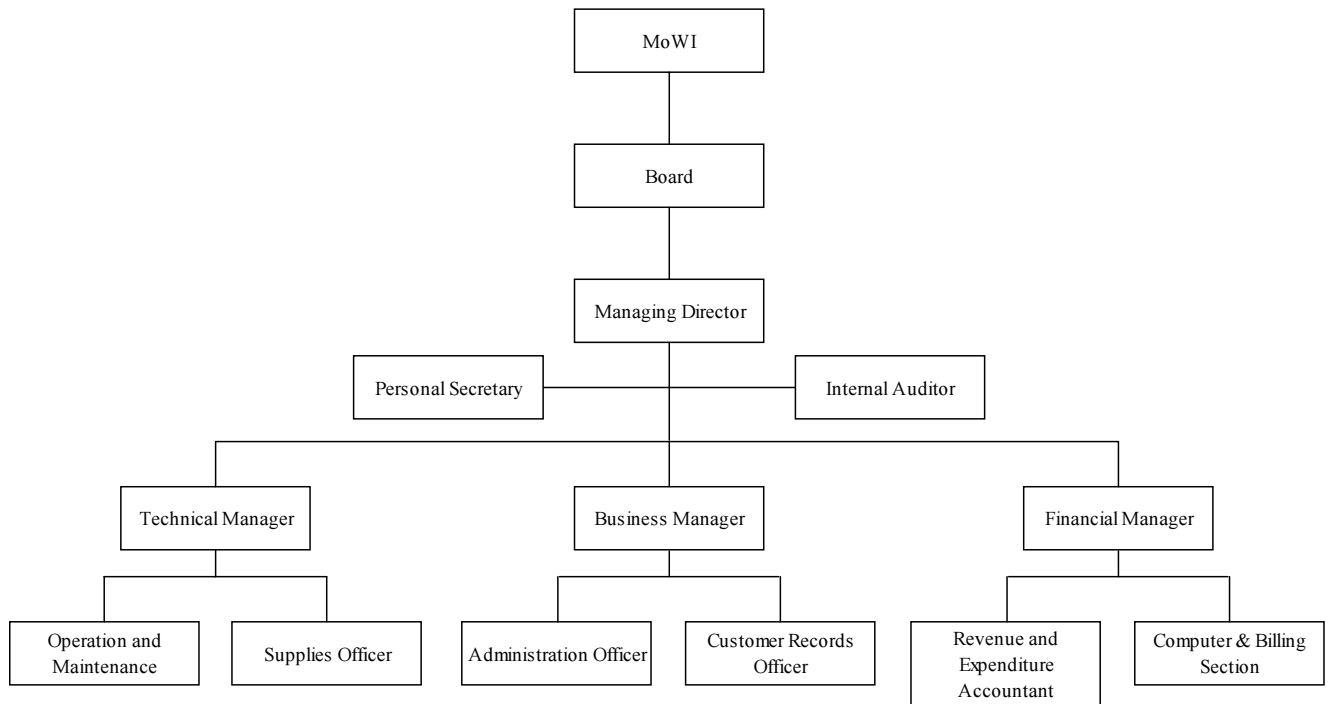 MoWI
Board
Managing Director
Personal Secretary
Internal Auditor
Technical Manager
Business Manager
Financial Manager
Operation and
Maintenance
Supplies Officer
Administration Officer
Customer Records
Officer
Revenue and
Expenditure
Accountant
Computer & Billing
Section